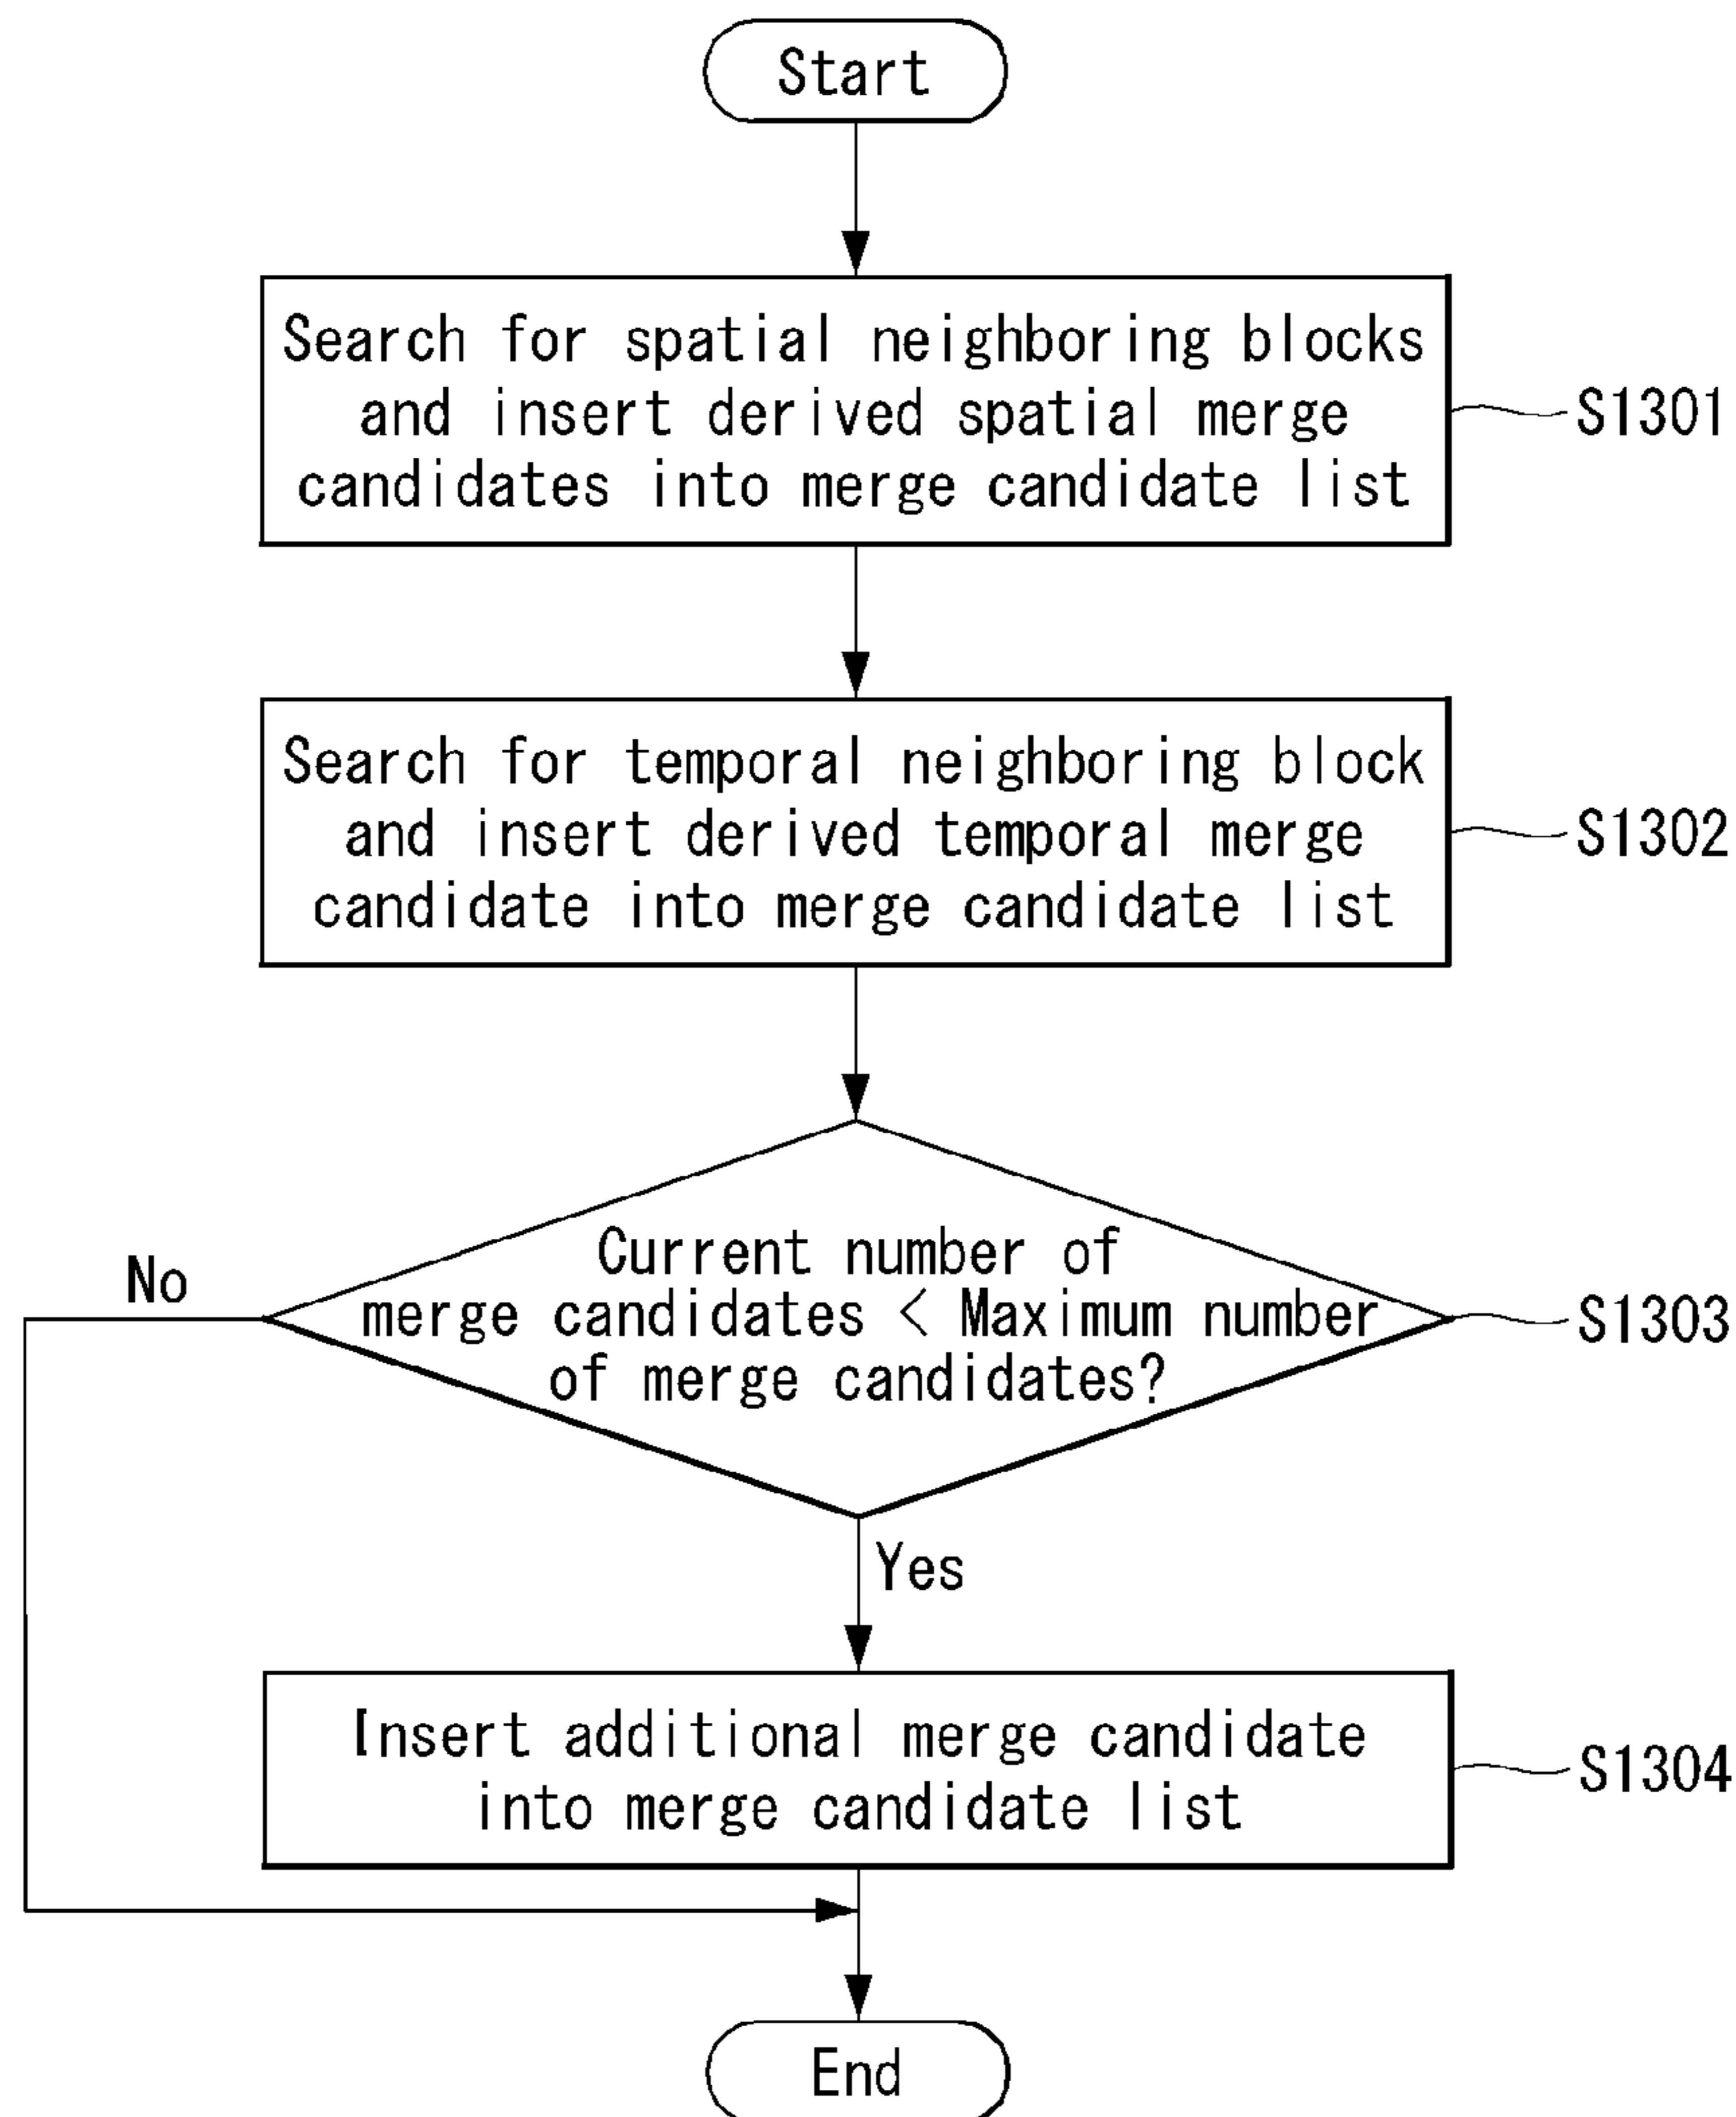 Start
Search for spatial neighboring blocks
and insert derived spatial merge
candidates into merge candidate list
S1301
Search for temporal neighboring block
and insert derived temporal merge
candidate into merge candidate list
S1302
Current number of
merge candidates < Maximum number
of merge candidates?
No
S1303
Yes
Insert additional merge candidate
into merge candidate list
S1304
End